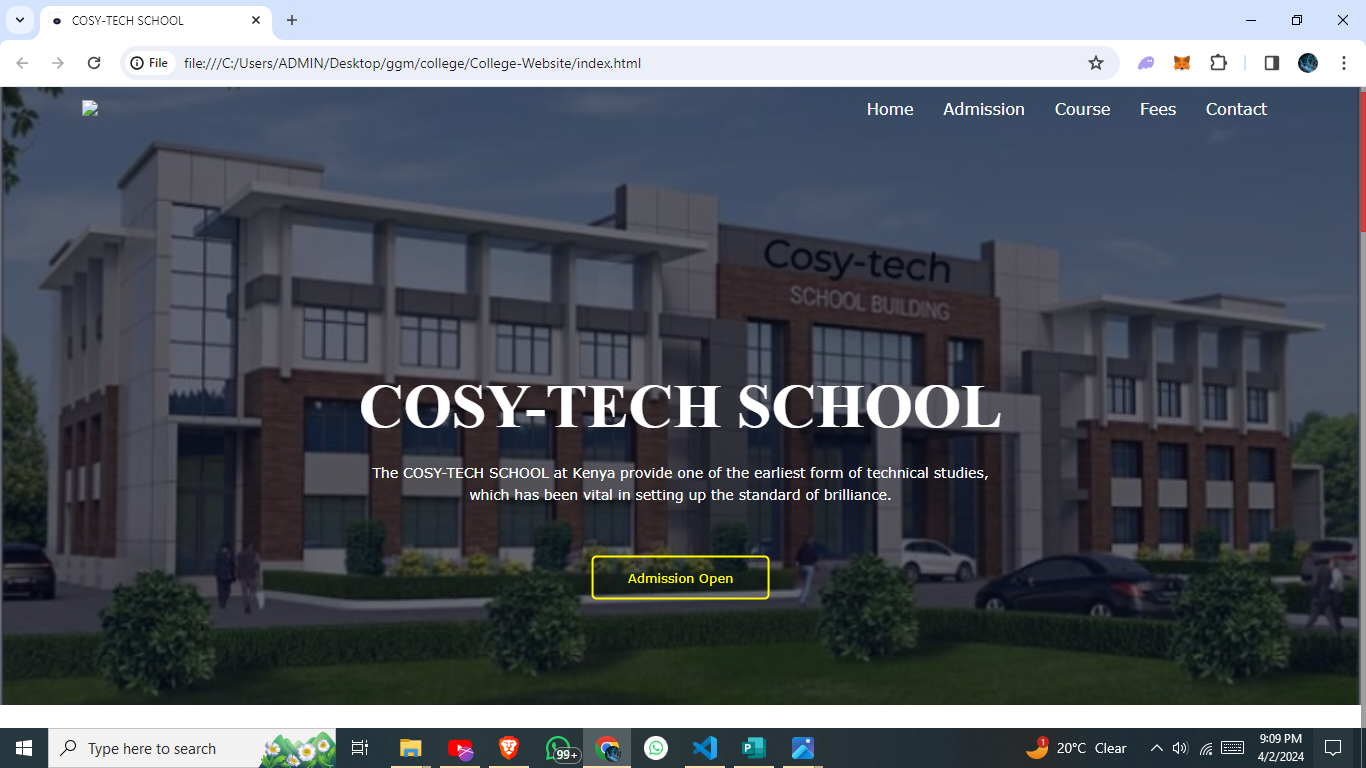 COSY-TECH SCHOOL
File
file:///C:/Users/ADMIN/Desktop/ggm/college/College-Website/index.html
Home Admission Course Fees Contact
Cosy-tech
SCHOOL BUILDING
COSY-TECH SCHOOL
The COSY-TECH SCHOOL at Kenya provide one of the earliest form of technical studies,
which has been vital in setting up the standard of brilliance.
Admission Open
Type here to search
99+
1
20°C Clear
9:09 PM
4/2/2024